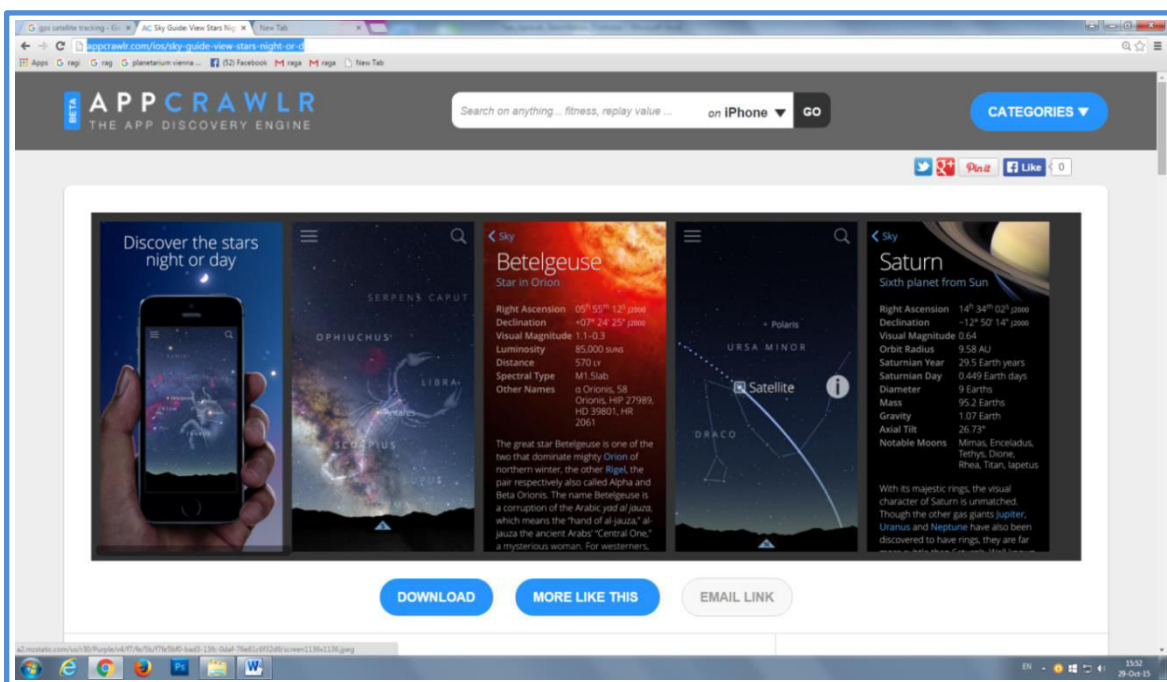 G gps satellite tracking - Go
AC Sky Guide: View Stars Nig
New Tab
appcrawlr.com/ios/sky-guide-view-stars-night-or-d
Apps
G ragi
G rag
G planetarium vienna ...
(52) Facebook
M raga
M raga
New Tab
BETA
APPCRAWLR
THE APP DISCOVERY ENGINE
Search on anything... fitness, replay value ...
on iPhone ▼
GO
CATEGORIES ▼
Pin it
Like
0
Discover the stars
night or day
SERPENS CAPUT
OPHIUCHUS
LIBRA
Antares
SCORPIUS
LUPUS
Sky
Betelgeuse
Star in Orion
Right Ascension 05h 55m 12s J2000
Declination +07° 24' 25" J2000
Visual Magnitude 1.1–0.3
Luminosity 85,000 SUNS
Distance 570 LY
Spectral Type M1.5Iab
Other Names α Orionis, 58
Orionis, HIP 27989,
HD 39801, HR
2061
The great star Betelgeuse is one of the
two that dominate mighty Orion of
northern winter, the other Rigel, the
pair respectively also called Alpha and
Beta Orionis. The name Betelgeuse is
a corruption of the Arabic yad al jauza,
which means the "hand of al-jauza," al-
jauza the ancient Arabs' "Central One,"
a mysterious woman. For westerners,
Polaris
URSA MINOR
Satellite
i
DRACO
Sky
Saturn
Sixth planet from Sun
Right Ascension 14h 34m 02s J2000
Declination −12° 50' 14" J2000
Visual Magnitude 0.64
Orbit Radius 9.58 AU
Saturnian Year 29.5 Earth years
Saturnian Day 0.449 Earth days
Diameter 9 Earths
Mass 95.2 Earths
Gravity 1.07 Earth
Axial Tilt 26.73°
Notable Moons Mimas, Enceladus,
Tethys, Dione,
Rhea, Titan, Iapetus
With its majestic rings, the visual
character of Saturn is unmatched.
Though the other gas giants Jupiter,
Uranus and Neptune have also been
discovered to have rings, they are far
DOWNLOAD
MORE LIKE THIS
EMAIL LINK
EN
15:52
29-Oct-15